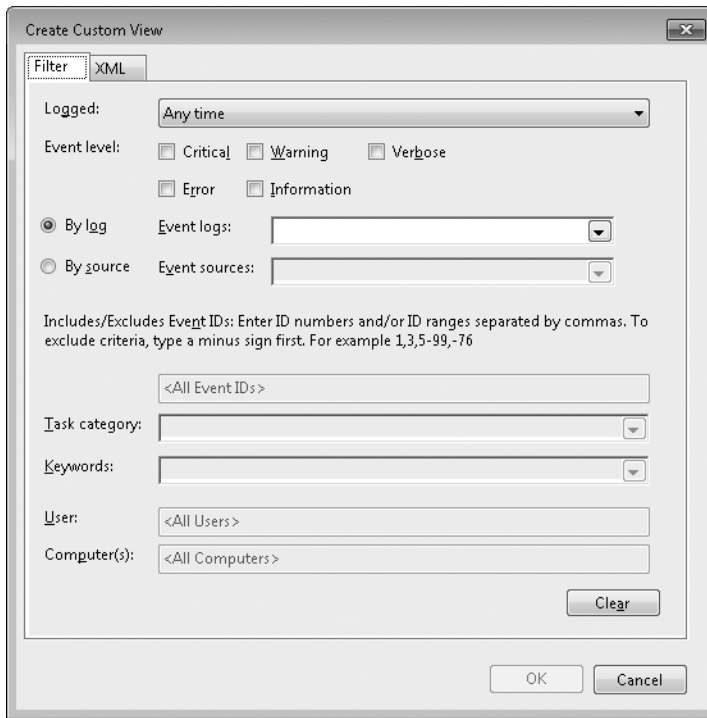 Create Custom View
Filter XML
Logged: Any time
Event level: Critical Warning Verbose
Error Information
By log Event logs:
By source Event sources:
Includes/Excludes Event IDs: Enter ID numbers and/or ID ranges separated by commas. To
exclude criteria, type a minus sign first. For example 1,3,5-99,-76
<All Event IDs>
Task category:
Keywords:
User: <All Users>
Computer(s): <All Computers>
Clear
OK Cancel